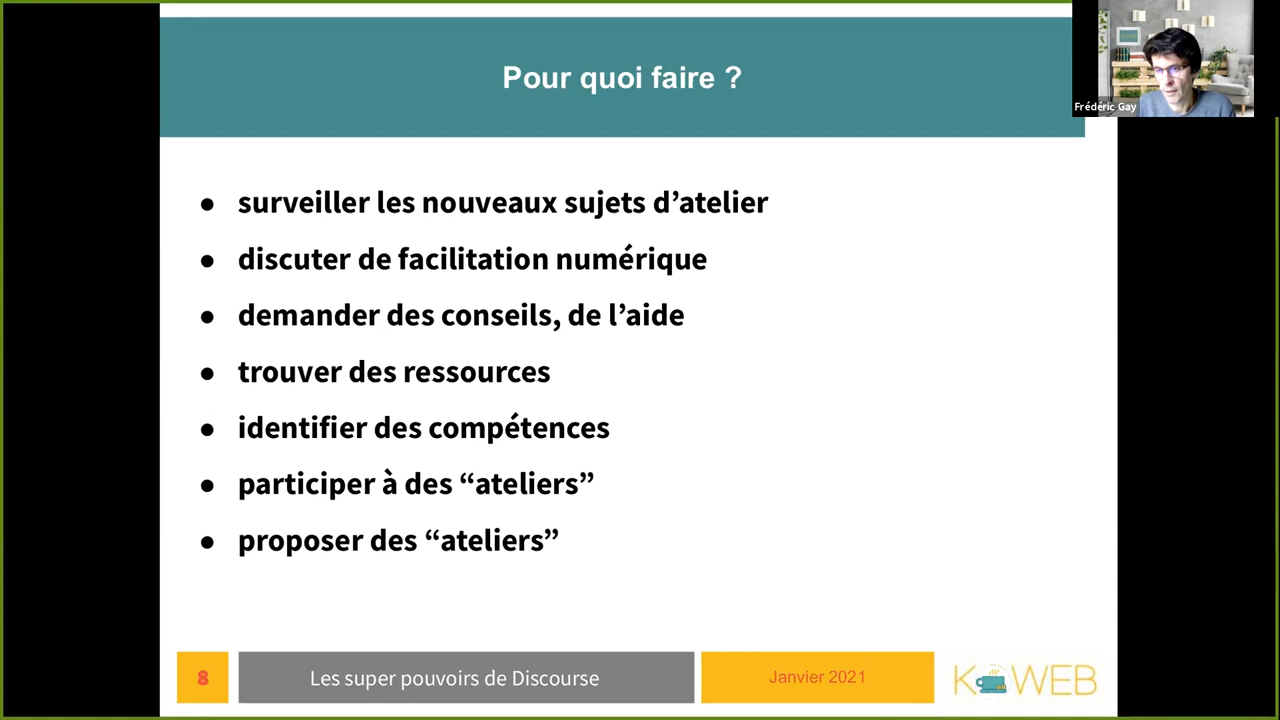 Pour quoi faire ?
Frédéric Gay
● surveiller les nouveaux sujets d’atelier
● discuter de facilitation numérique
● demander des conseils, de l’aide
● trouver des ressources
● identifier des compétences
● participer à des “ateliers”
● proposer des “ateliers”
8
Les super pouvoirs de Discourse
Janvier 2021
K WEB